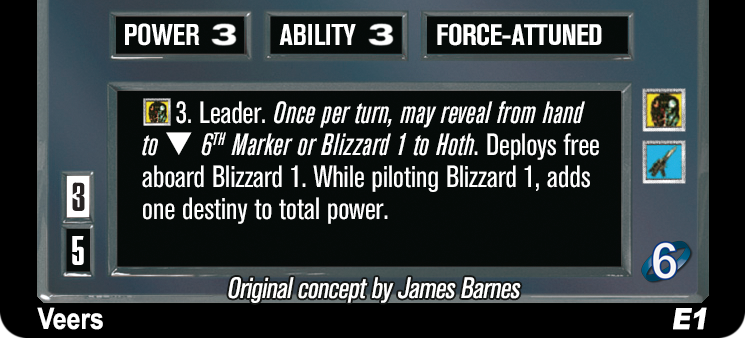 POWER 3 ABILITY 3 FORCE-ATTUNED
3. Leader. Once per turn, may reveal from hand
to ▼ 6TH Marker or Blizzard 1 to Hoth. Deploys free
aboard Blizzard 1. While piloting Blizzard 1, adds
one destiny to total power.
3
5
6
Original concept by James Barnes
Veers E1